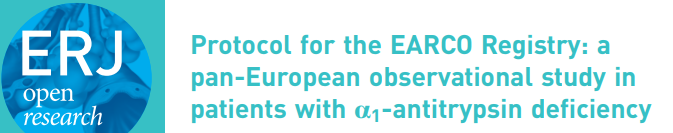 ERJ
open
research
Protocol for the EARCO Registry: a
pan-European observational study in
patients with α₁-antitrypsin deficiency